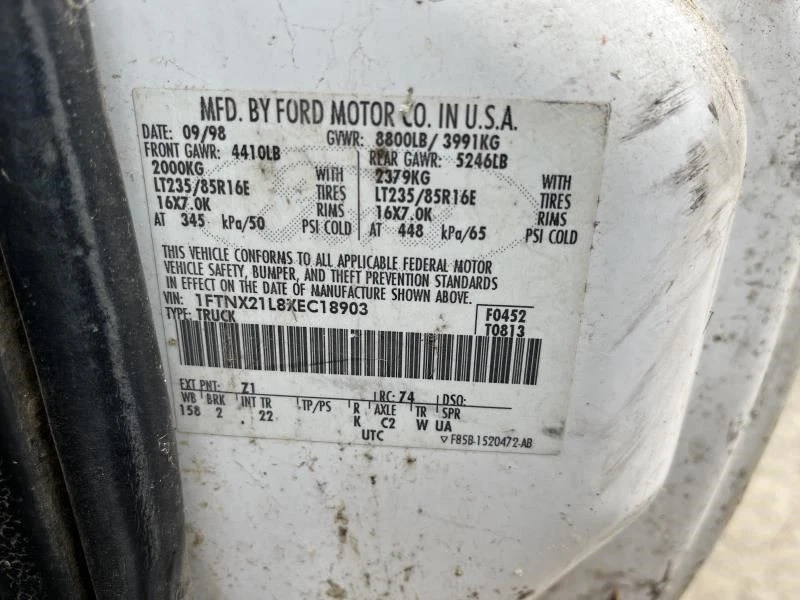 MFD. BY FORD MOTOR CO. IN U.S.A.
DATE: 09/98 GVWR: 8800LB/ 3991KG
FRONT GAWR: 4410LB REAR GAWR: 5246LB
2000KG WITH 2379KG WITH
LT235/85R16E TIRES LT235/85R16E TIRES
16X7.0K RIMS 16X7.0K RIMS
AT 345 kPa/50 PSI COLD AT 448 kPa/65 PSI COLD
THIS VEHICLE CONFORMS TO ALL APPLICABLE FEDERAL MOTOR
VEHICLE SAFETY, BUMPER, AND THEFT PREVENTION STANDARDS
IN EFFECT ON THE DATE OF MANUFACTURE SHOWN ABOVE.
VIN: 1FTNX21L8XEC18903 F0452
TYPE: TRUCK T0813
EXT PNT: Z1 RC: 74 DSO:
WB BRK INT TR TP/PS R AXLE TR SPR
158 2 . 22 K C2 W UA
UTC ▽ F85B-1520472-AB